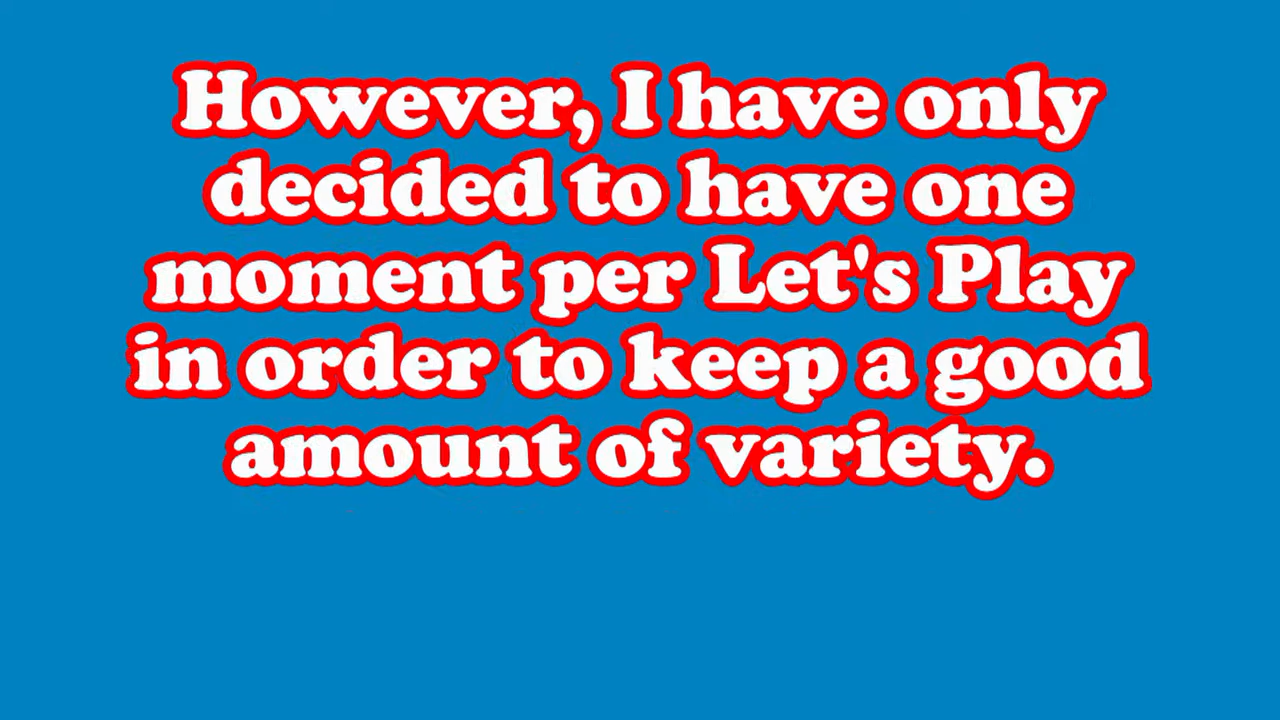 However, I have only
decided to have one
moment per Let's Play
in order to keep a good
amount of variety.